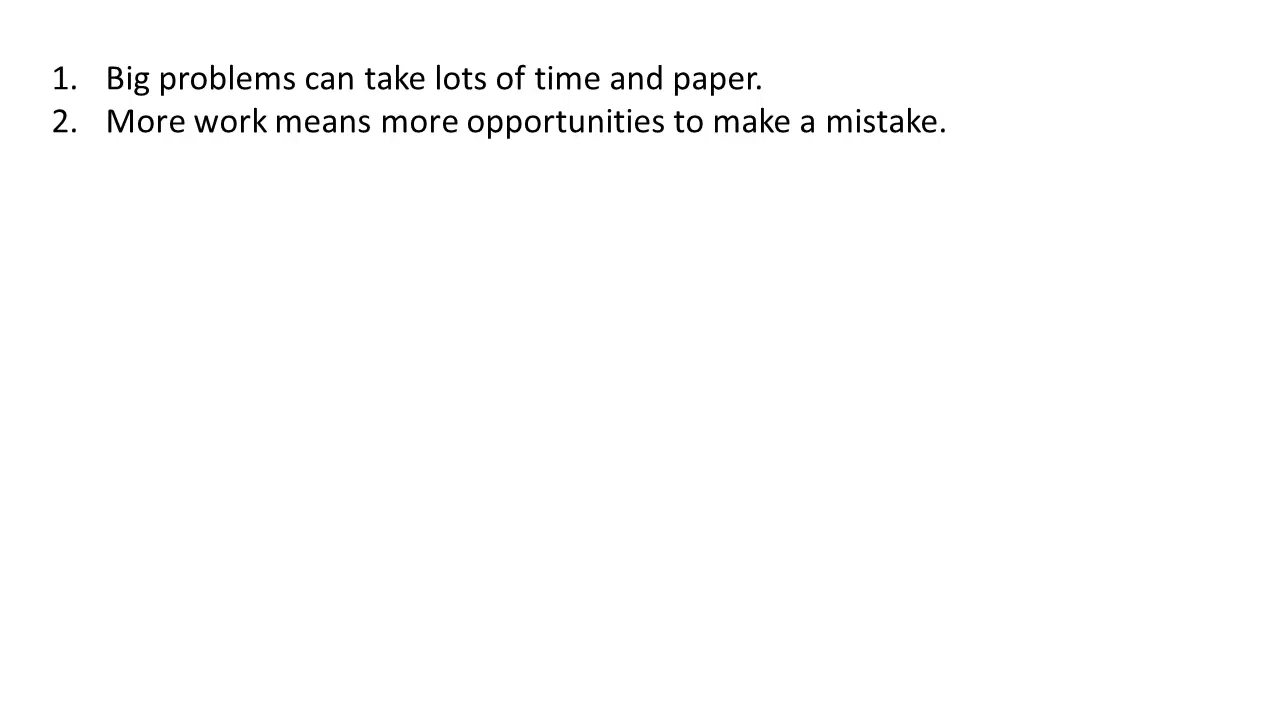 1. Big problems can take lots of time and paper.
2. More work means more opportunities to make a mistake.